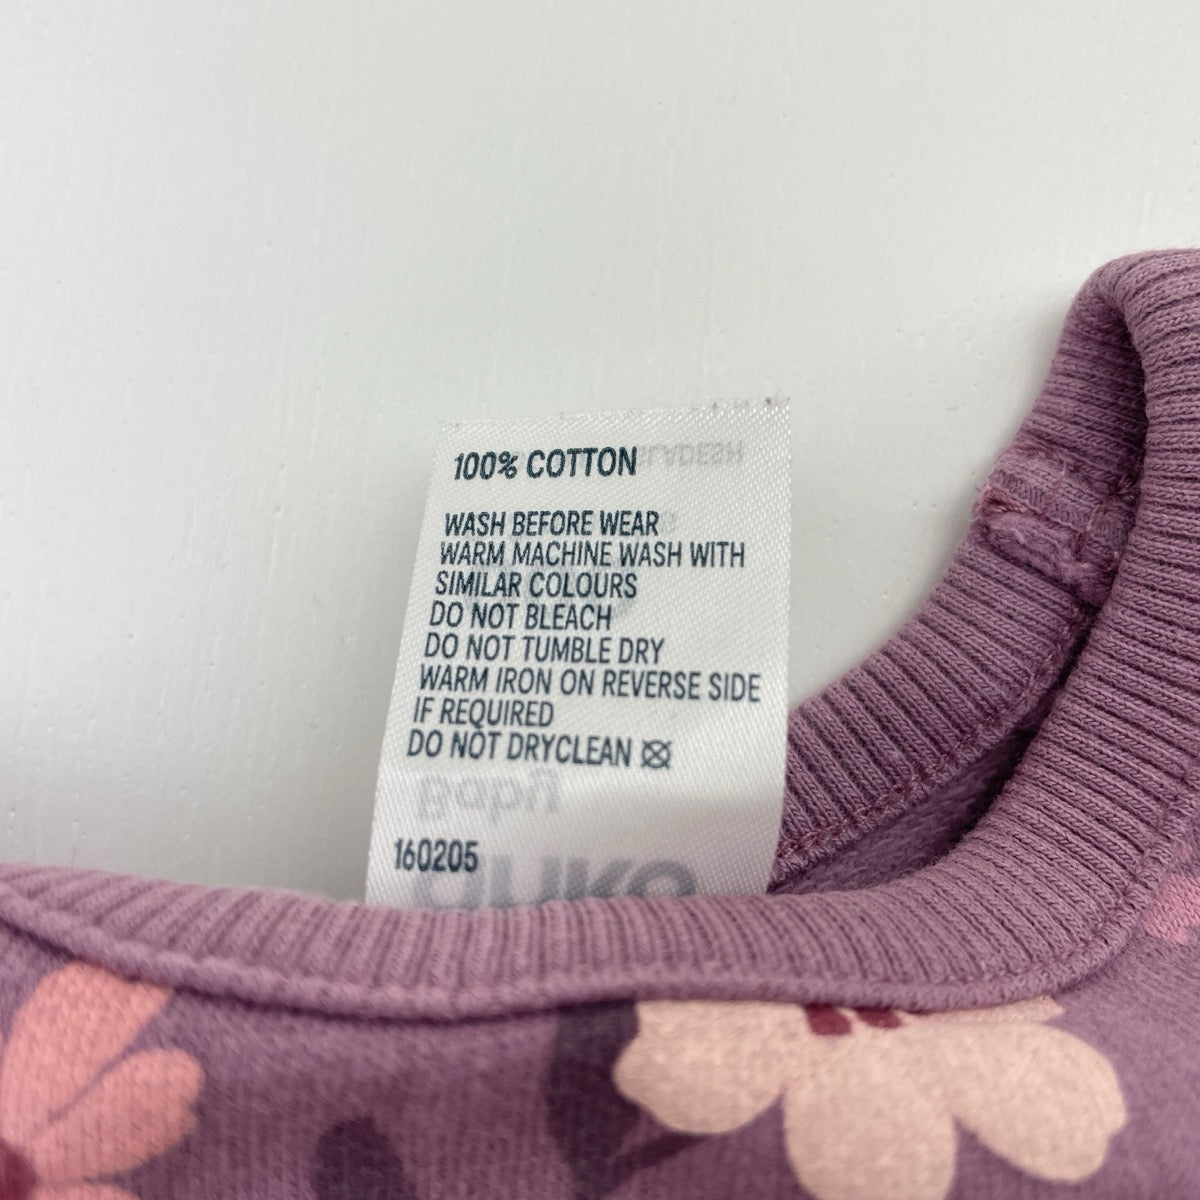 100% COTTON
WASH BEFORE WEAR
WARM MACHINE WASH WITH
SIMILAR COLOURS
DO NOT BLEACH
DO NOT TUMBLE DRY
WARM IRON ON REVERSE SIDE
IF REQUIRED
DO NOT DRYCLEAN
Baby
160205